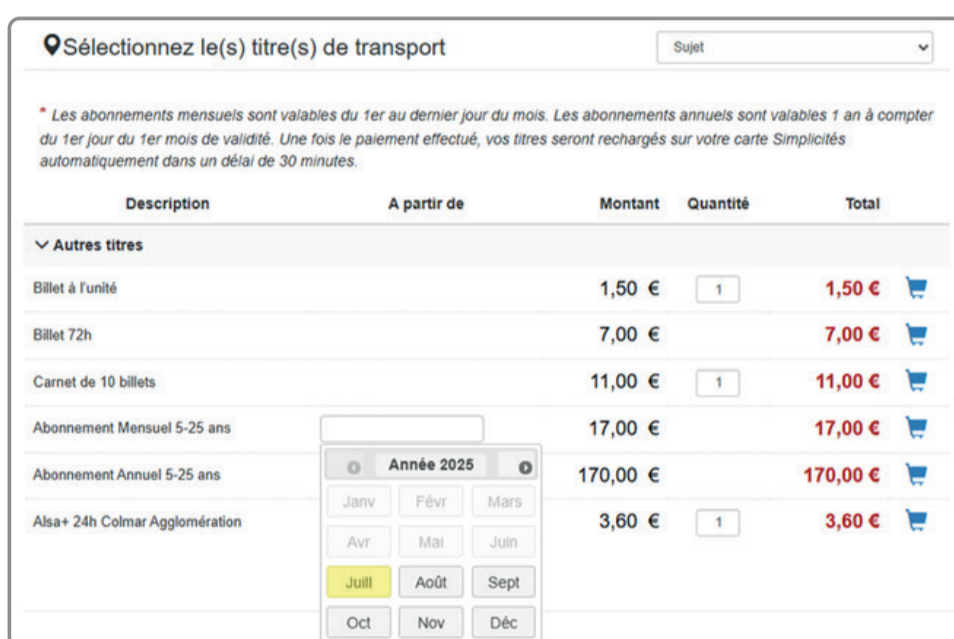 Sélectionnez le(s) titre(s) de transport
Sujet
* Les abonnements mensuels sont valables du 1er au dernier jour du mois. Les abonnements annuels sont valables 1 an à compter
du 1er jour du 1er mois de validité. Une fois le paiement effectué, vos titres seront rechargés sur votre carte Simplicités
automatiquement dans un délai de 30 minutes.
Description A partir de Montant Quantité Total
Autres titres
Billet à l'unité 1,50 € 1 1,50 €
Billet 72h 7,00 € 7,00 €
Carnet de 10 billets 11,00 € 1 11,00 €
Abonnement Mensuel 5-25 ans 17,00 € 17,00 €
Abonnement Annuel 5-25 ans 170,00 € 170,00 €
Alsa+ 24h Colmar Agglomération 3,60 € 1 3,60 €
Année 2025
Janv Févr Mars
Avr Mai Juin
Juill Août Sept
Oct Nov Déc